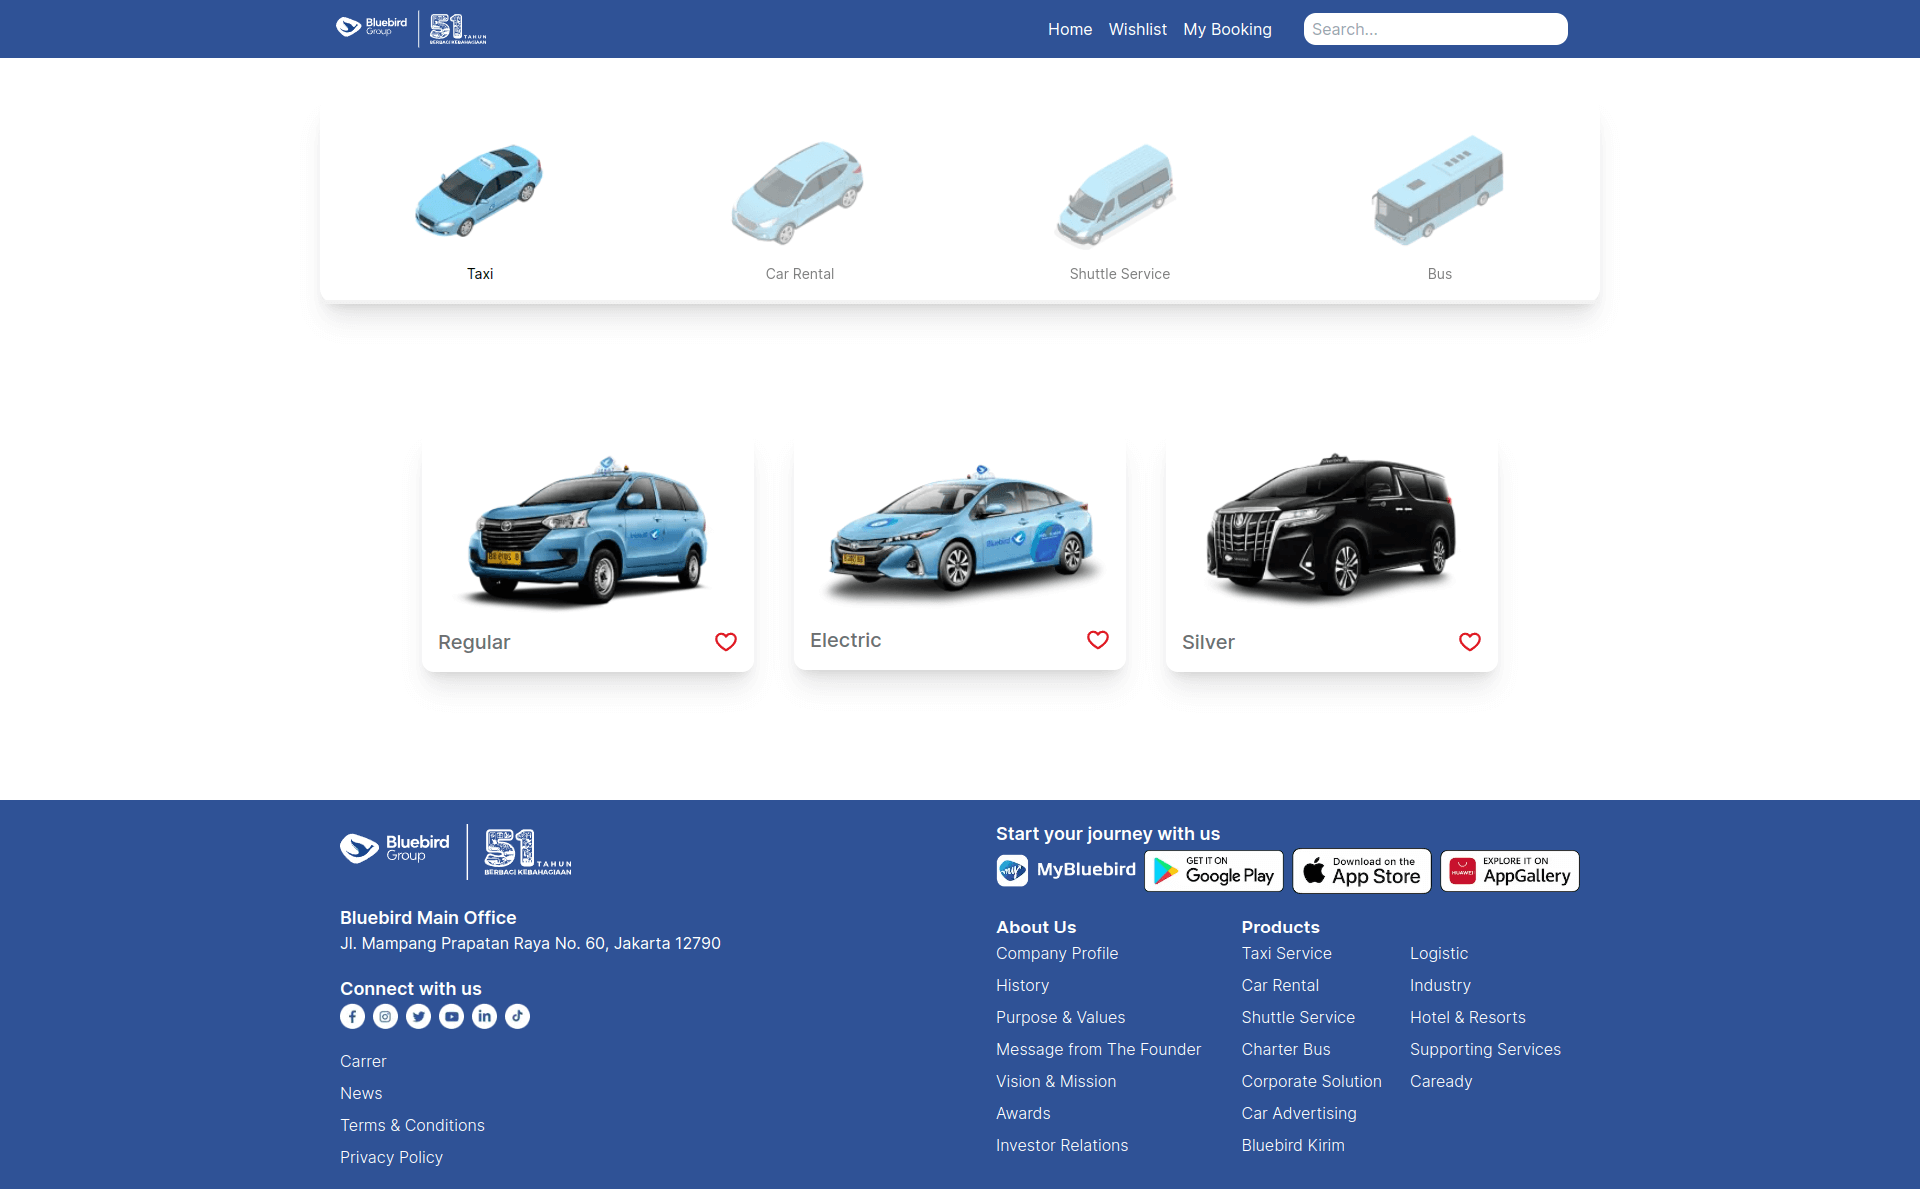 Bluebird
Group
51 TAHUN
BERBAGI KEBAHAGIAAN
Home
Wishlist
My Booking
Search...
Taxi
Car Rental
Shuttle Service
Bus
Bluebird
Regular
Electric
Silver
Bluebird
Group
51 TAHUN
BERBAGI KEBAHAGIAAN
Bluebird Main Office
Jl. Mampang Prapatan Raya No. 60, Jakarta 12790
Connect with us
Carrer
News
Terms & Conditions
Privacy Policy
Start your journey with us
my MyBluebird
GET IT ON
Google Play
Download on the
App Store
HUAWEI
EXPLORE IT ON
AppGallery
About Us
Company Profile
History
Purpose & Values
Message from The Founder
Vision & Mission
Awards
Investor Relations
Products
Taxi Service
Car Rental
Shuttle Service
Charter Bus
Corporate Solution
Car Advertising
Bluebird Kirim
Logistic
Industry
Hotel & Resorts
Supporting Services
Caready